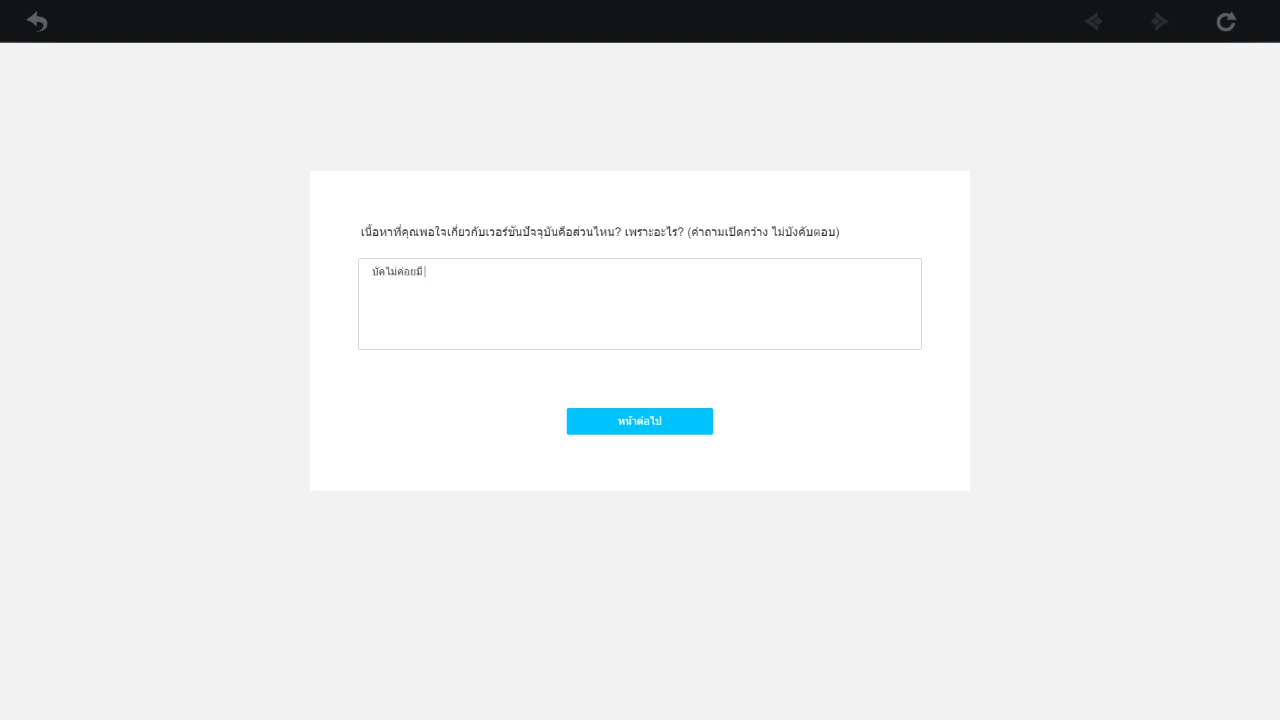 เนื้อหาที่คุณพอใจเกี่ยวกับเวอร์ชันปัจจุบันคือส่วนไหน? เพราะอะไร? (คำถามเปิดกว้าง ไม่บังคับตอบ)
บัคไม่ค่อยมี
หน้าต่อไป